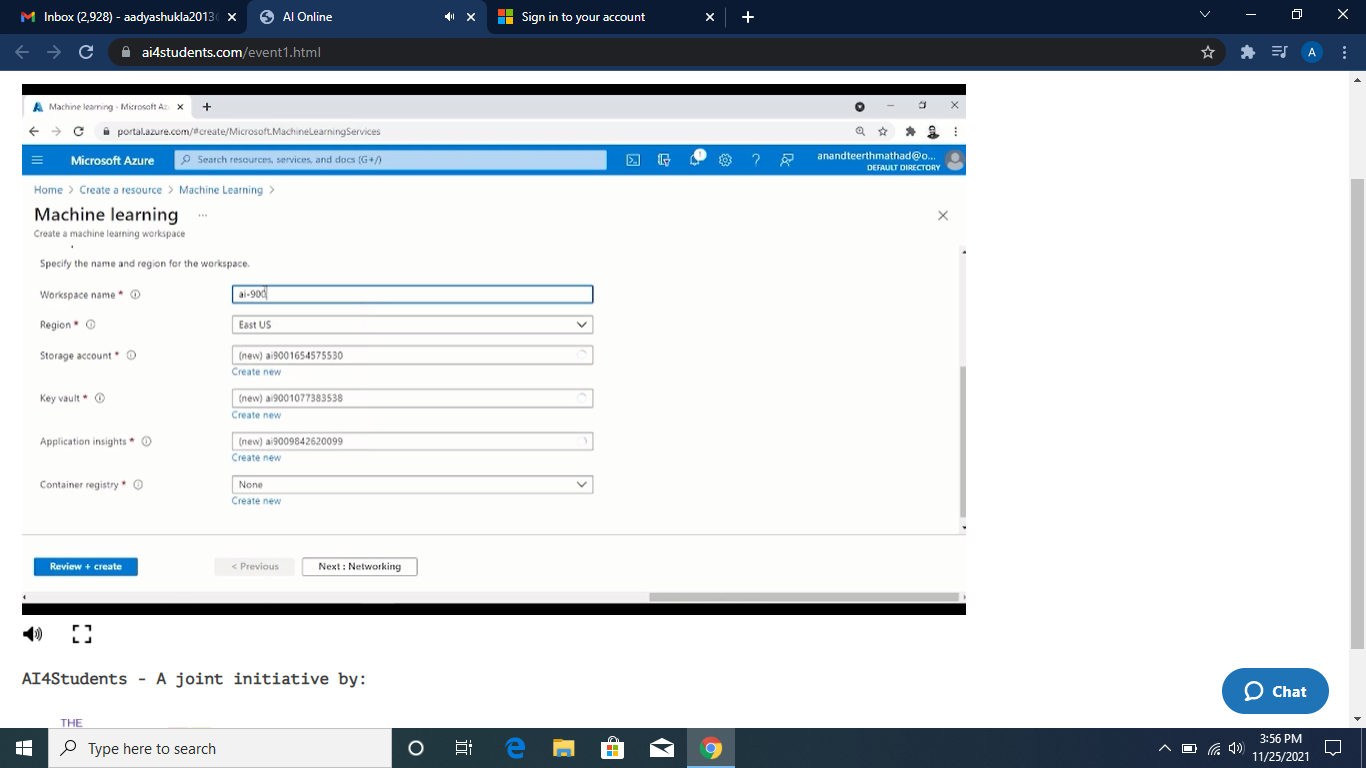 Inbox (2,928) - aadyashukla2013
AI Online
Sign in to your account
ai4students.com/event1.html
A
Machine learning - Microsoft Az
portal.azure.com/#create/Microsoft.MachineLearningServices
Microsoft Azure
Search resources, services, and docs (G+/)
1
anandteerthmathad@o...
DEFAULT DIRECTORY
Home > Create a resource > Machine Learning >
Machine learning ...
Create a machine learning workspace
Specify the name and region for the workspace.
Workspace name *
ai-900
Region *
East US
Storage account *
(new) ai9001654575530
Create new
Key vault *
(new) ai9001077383538
Create new
Application insights *
(new) ai9009842620099
Create new
Container registry *
None
Create new
Review + create
< Previous
Next : Networking
AI4Students - A joint initiative by:
THE
Chat
Type here to search
3:56 PM
11/25/2021